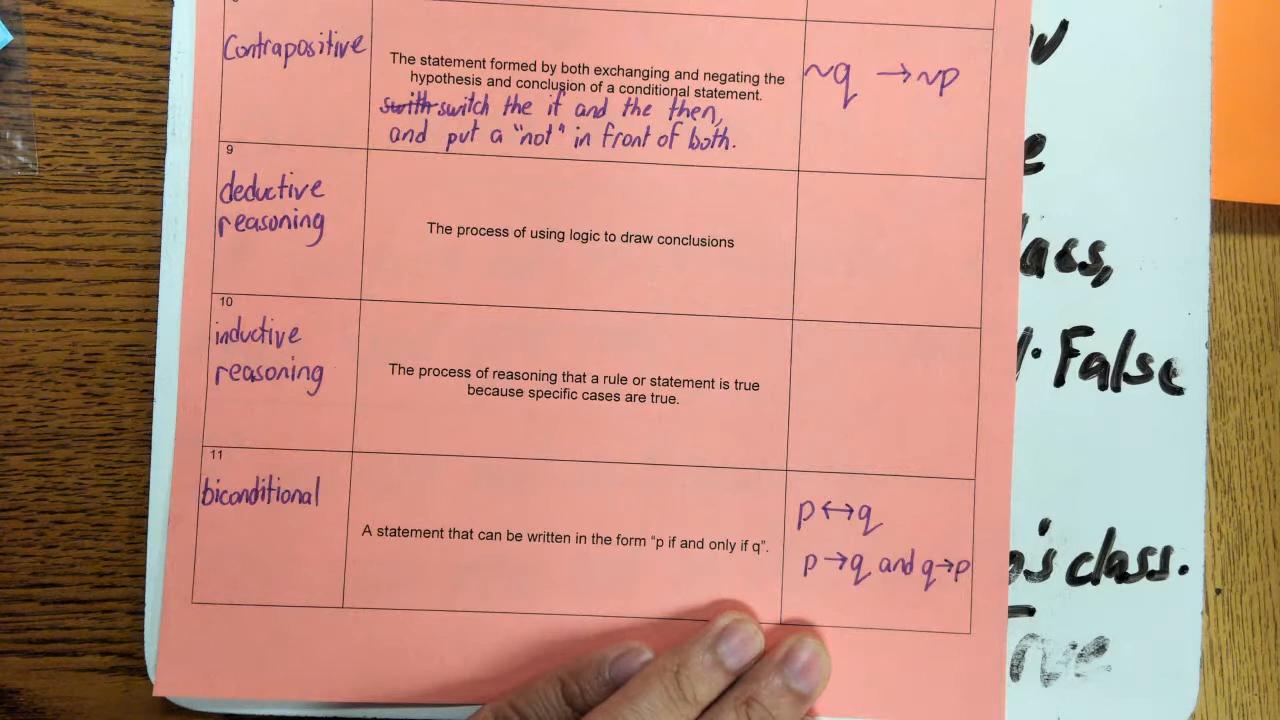 Contrapositive
The statement formed by both exchanging and negating the
hypothesis and conclusion of a conditional statement.
swith switch the if and the then,
and put a "not" in front of both.
~q → ~p
9
deductive
reasoning
The process of using logic to draw conclusions
10
inductive
reasoning
The process of reasoning that a rule or statement is true
because specific cases are true.
11
biconditional
A statement that can be written in the form “p if and only if q”.
p ↔ q
p → q and q → p
False
class.